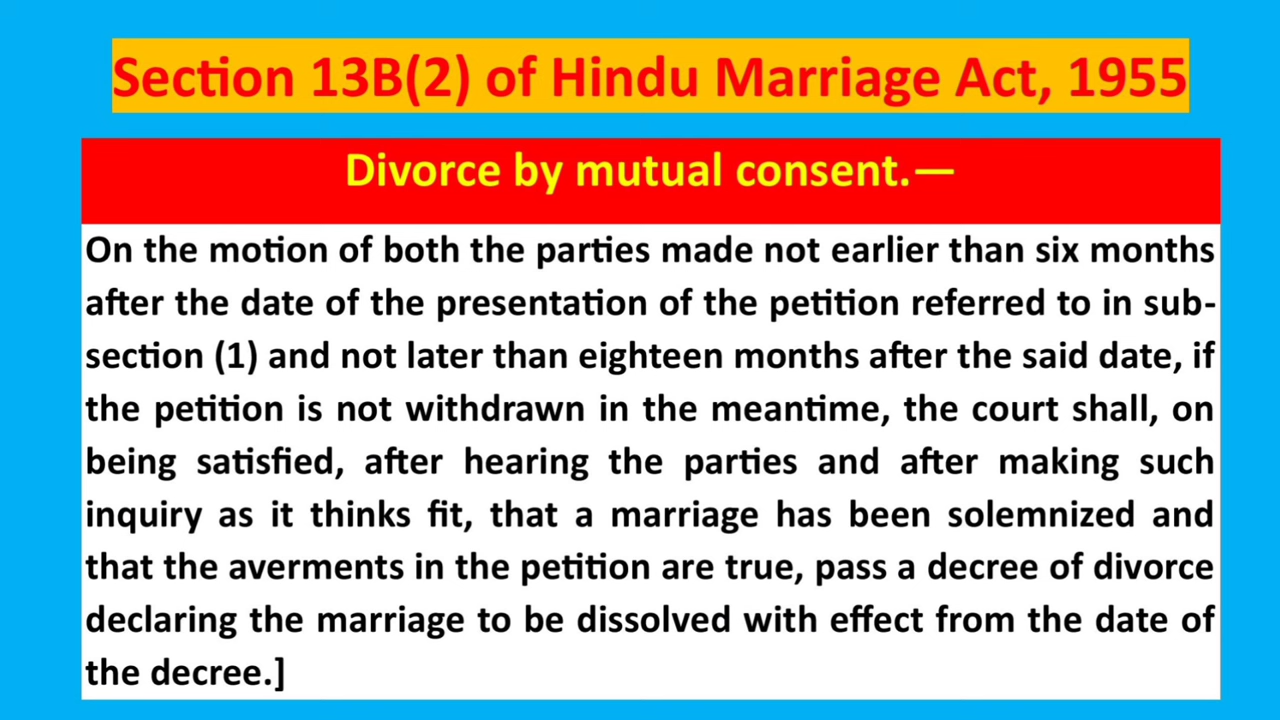 Section 13B(2) of Hindu Marriage Act, 1955
Divorce by mutual consent.—
On the motion of both the parties made not earlier than six months
after the date of the presentation of the petition referred to in sub-
section (1) and not later than eighteen months after the said date, if
the petition is not withdrawn in the meantime, the court shall, on
being satisfied, after hearing the parties and after making such
inquiry as it thinks fit, that a marriage has been solemnized and
that the averments in the petition are true, pass a decree of divorce
declaring the marriage to be dissolved with effect from the date of
the decree.]